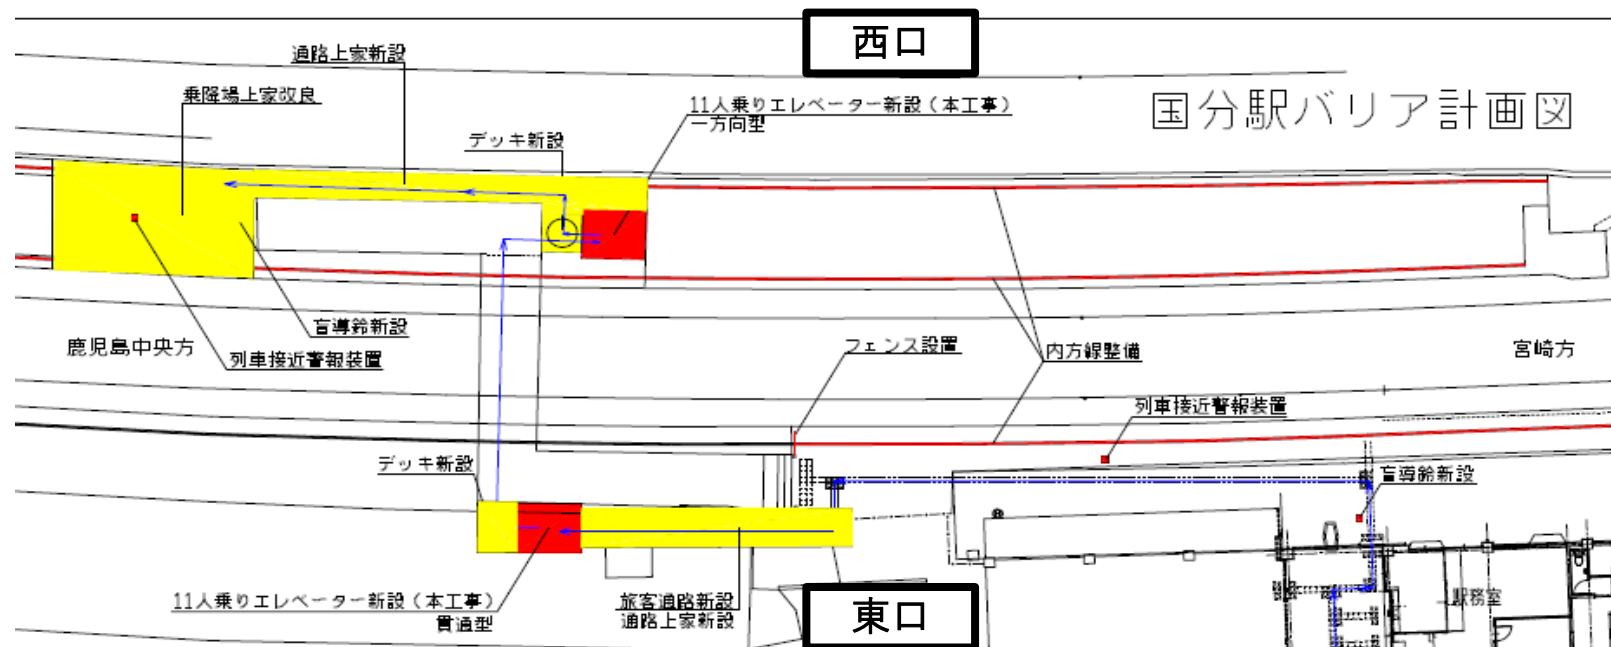 西口
通路上家新設
乗降場上家改良
11人乗りエレベーター新設（本工事）
一方向型
国分駅バリア計画図
デッキ新設
盲導鈴新設
鹿児島中央方
列車接近警報装置
フェンス設置
内方線整備
宮崎方
列車接近警報装置
デッキ新設
盲導鈴新設
11人乗りエレベーター新設（本工事）
貫通型
旅客通路新設
通路上家新設
東口
駅務室